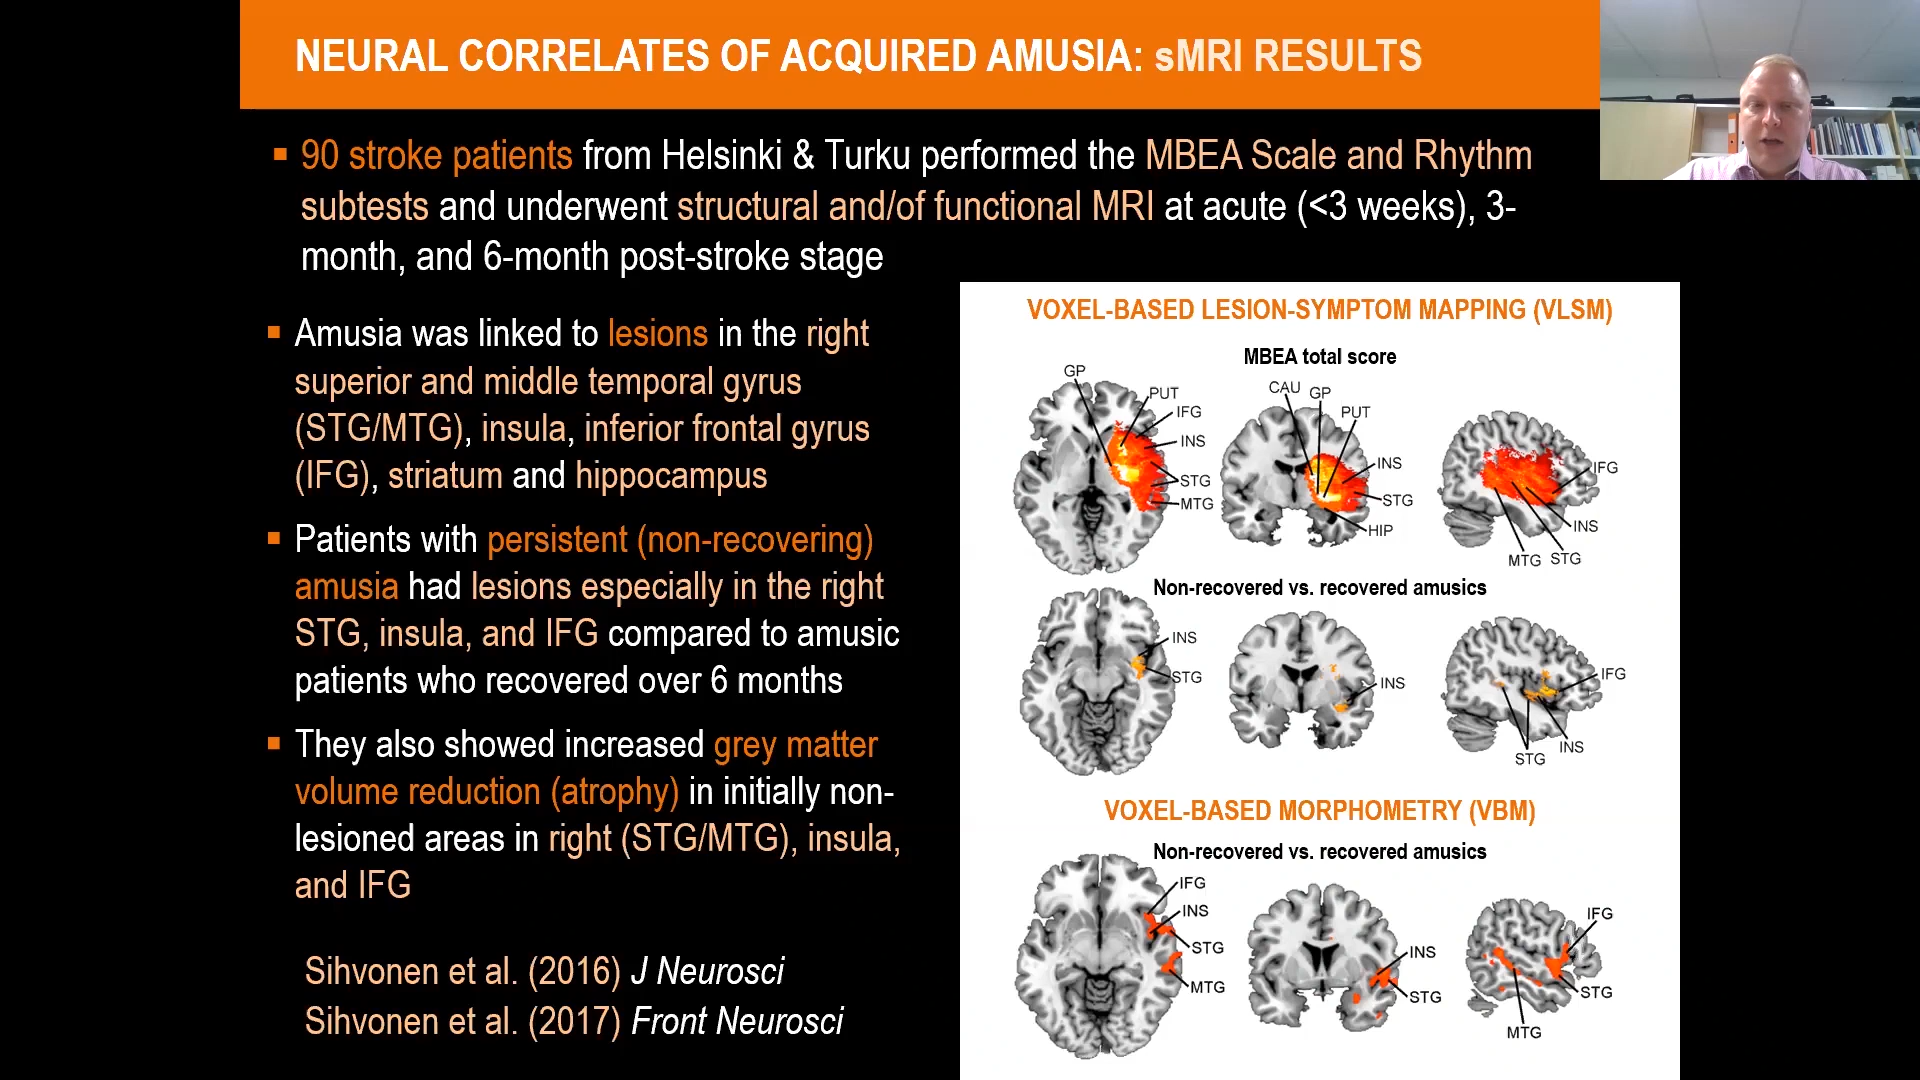 NEURAL CORRELATES OF ACQUIRED AMUSIA: sMRI RESULTS
▪ 90 stroke patients from Helsinki & Turku performed the MBEA Scale and Rhythm
subtests and underwent structural and/of functional MRI at acute (<3 weeks), 3-
month, and 6-month post-stroke stage
▪ Amusia was linked to lesions in the right
superior and middle temporal gyrus
(STG/MTG), insula, inferior frontal gyrus
(IFG), striatum and hippocampus
▪ Patients with persistent (non-recovering)
amusia had lesions especially in the right
STG, insula, and IFG compared to amusic
patients who recovered over 6 months
▪ They also showed increased grey matter
volume reduction (atrophy) in initially non-
lesioned areas in right (STG/MTG), insula,
and IFG
Sihvonen et al. (2016) J Neurosci
Sihvonen et al. (2017) Front Neurosci
VOXEL-BASED LESION-SYMPTOM MAPPING (VLSM)
MBEA total score
GP
PUT
IFG
INS
STG
MTG
CAU
GP
PUT
INS
STG
HIP
IFG
INS
STG
MTG
Non-recovered vs. recovered amusics
INS
STG
INS
IFG
INS
STG
VOXEL-BASED MORPHOMETRY (VBM)
Non-recovered vs. recovered amusics
IFG
INS
STG
MTG
INS
STG
IFG
STG
MTG